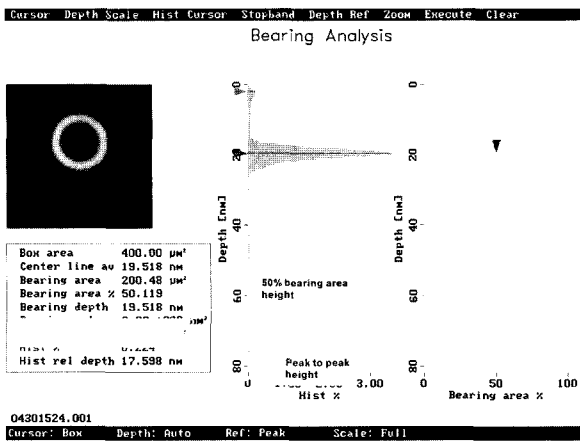 Cursor Depth Scale Hist Cursor Stopband Depth Ref Zoom Execute Clear
Bearing Analysis
Box area 400.00 µm²
Center line av 19.518 nm
Bearing area 200.48 µm²
Bearing area % 50.119
Bearing depth 19.518 nm
Hist rel depth 17.598 nm
Depth [nm]
0
20
40
60
80
50% bearing area
height
Peak to peak
height
0
3.00
Hist %
Depth [nm]
0
20
40
60
80
0
50
100
Bearing area %
04301524.001
Cursor: Box Depth: Auto Ref: Peak Scale: Full